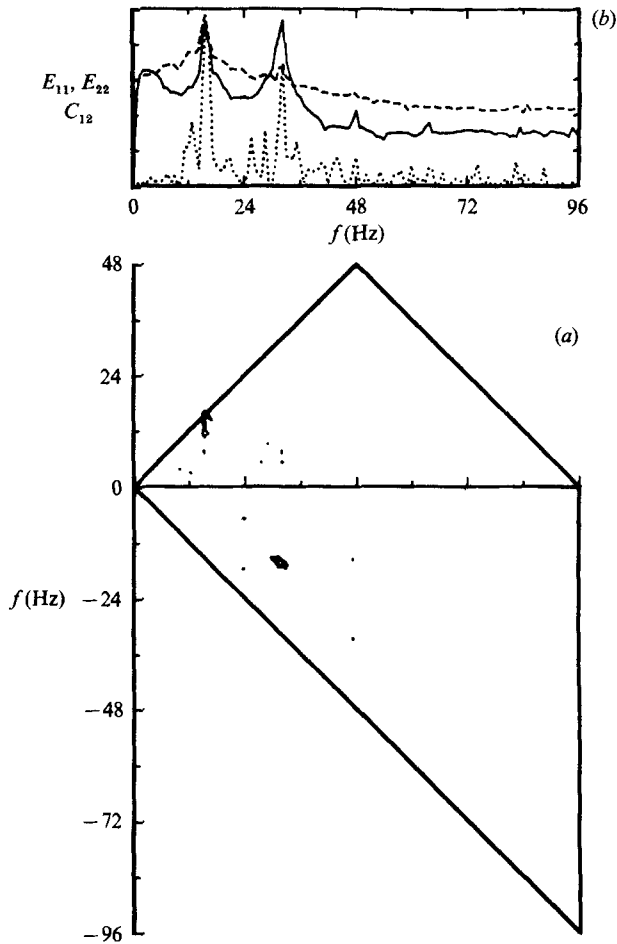 (b)
E₁₁, E₂₂
C₁₂
0 24 48 72 96
f (Hz)
48
(a)
24
0
f (Hz)
−24
−48
−72
−96